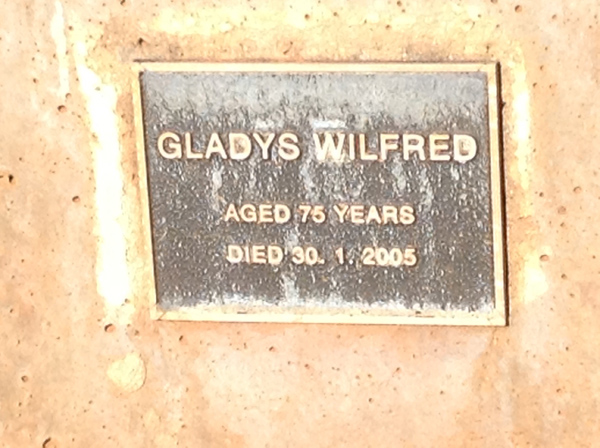 GLADYS WILFRED
AGED 75 YEARS
DIED 30. 1. 2005